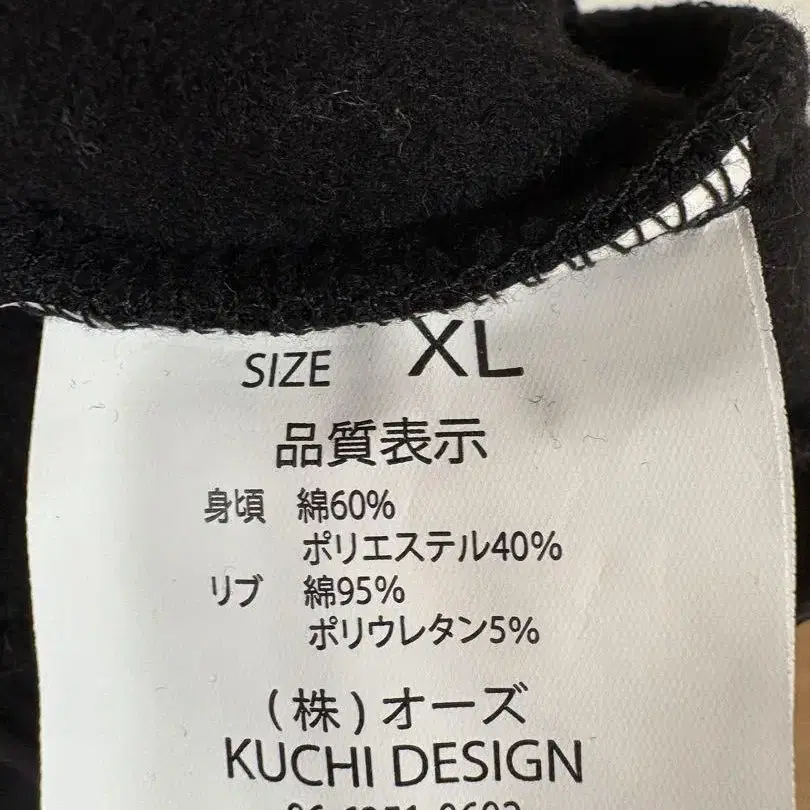 SIZE XL
品質表示
身頃 綿60%
ポリエステル40%
リブ 綿95%
ポリウレタン5%
(株)オーズ
KUCHI DESIGN